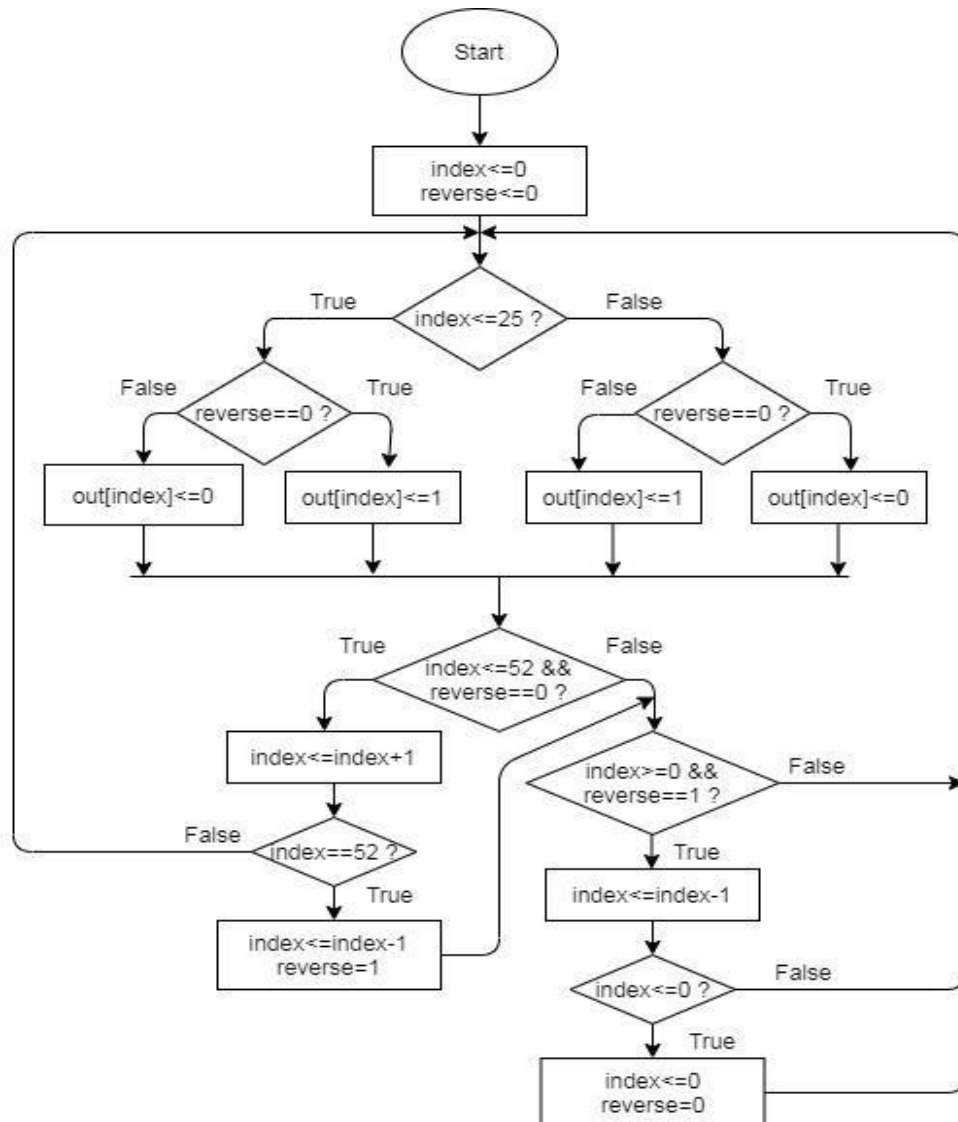 Start
index<=0
reverse<=0
True
False
index<=25 ?
False
True
reverse==0 ?
False
True
reverse==0 ?
out[index]<=0
out[index]<=1
out[index]<=1
out[index]<=0
True
False
index<=52 &&
reverse==0 ?
index<=index+1
index>=0 &&
reverse==1 ?
False
False
index==52 ?
True
True
index<=index-1
index<=index-1
reverse=1
index<=0 ?
False
True
index<=0
reverse=0